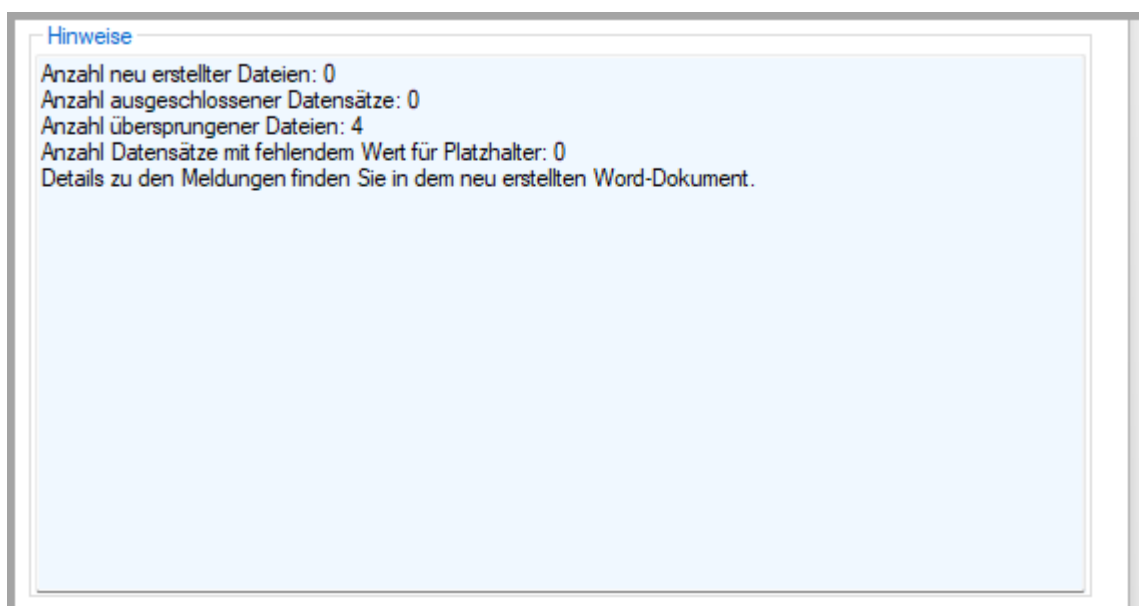 Hinweise
Anzahl neu erstellter Dateien: 0
Anzahl ausgeschlossener Datensätze: 0
Anzahl übersprungener Dateien: 4
Anzahl Datensätze mit fehlendem Wert für Platzhalter: 0
Details zu den Meldungen finden Sie in dem neu erstellten Word-Dokument.